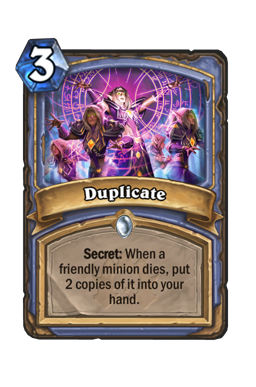 3
Duplicate
Secret: When a
friendly minion dies, put
2 copies of it into your
hand.